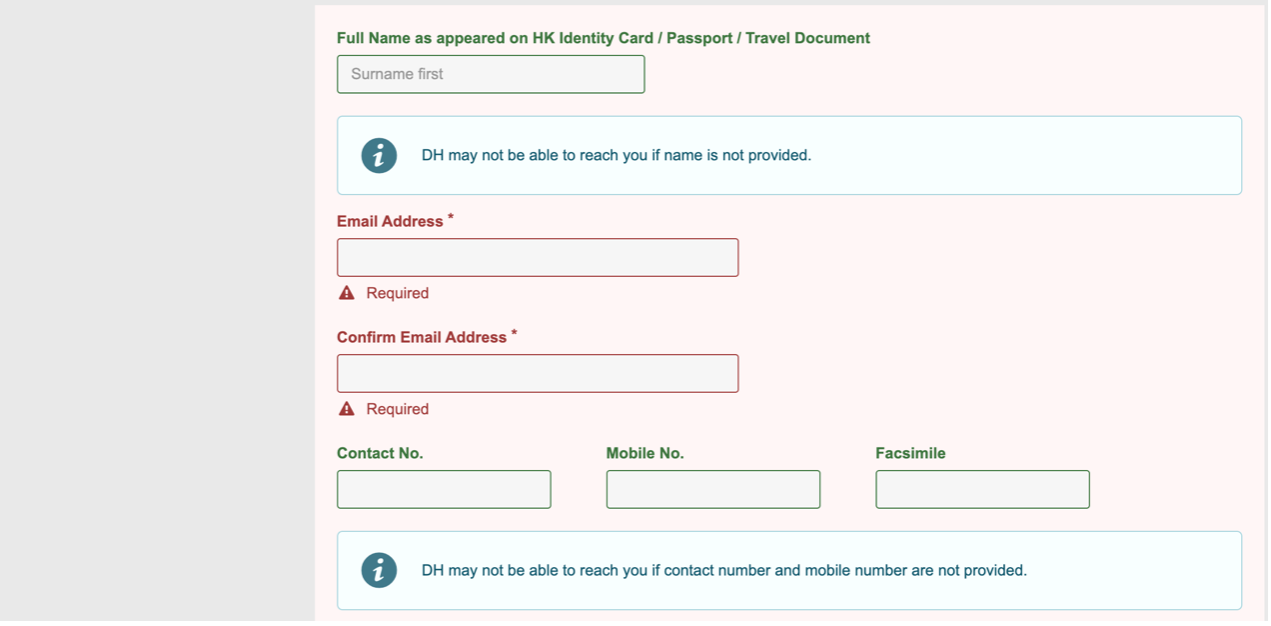 Full Name as appeared on HK Identity Card / Passport / Travel Document
Surname first
DH may not be able to reach you if name is not provided.
Email Address *
Required
Confirm Email Address *
Required
Contact No. Mobile No. Facsimile
DH may not be able to reach you if contact number and mobile number are not provided.